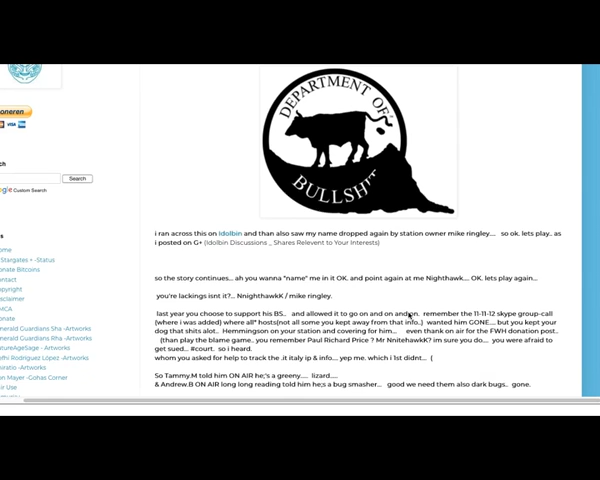 DEPARTMENT OF
BULLSHIT
oneren
VISA
ch
Search
ogle Custom Search
s
ome
Stargates + -Status
onate Bitcoins
ontact
pyright
isclaimer
MCA
onate
merald Guardians Sha -Artworks
merald Guardians Rha -Artworks
atureAgeSage - Artworks
dhi Rodríguez López -Artworks
piratio -Artworks
on Mayer -Gohas Corner
ir Use
i ran across this on Idolbin and than also saw my name dropped again by station owner mike ringley.... so ok. lets play.. as
i posted on G+ (Idolbin Discussions _ Shares Relevent to Your Interests)
so the story continues... ah you wanna "name" me in it OK. and point again at me Nighthawk.... OK. lets play again...
you're lackings isnt it?... NnighthawkK / mike ringley.
last year you choose to support his BS.. and allowed it to go on and on andon. remember the 11-11-12 skype group-call
(where i was added) where all* hosts(not all some you kept away from that info..) wanted him GONE.... but you kept your
dog that shits alot.. Hemmingson on your station and covering for him... even thank on air for the FWH donation post..
(than play the blame game.. you remember Paul Richard Price ? Mr NnitehawkK? im sure you do.... you were afraid to
get sued... #court. so i heard.
whom you asked for help to track the .it italy ip & info.... yep me. which i 1st didnt... (
So Tammy.M told him ON AIR he;'s a greeny..... lizard.....
& Andrew.B ON AIR long long reading told him he;s a bug smasher... good we need them also dark bugs.. gone.